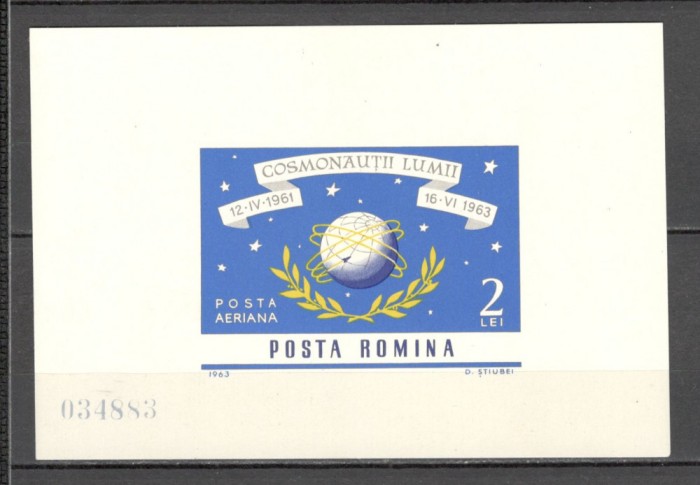 COSMONAUȚII LUMII
12·IV·1961
16·VI 1963
POSTA
AERIANA
2
LEI
POSTA ROMINA
1963
D. ȘTIUBEI
034883